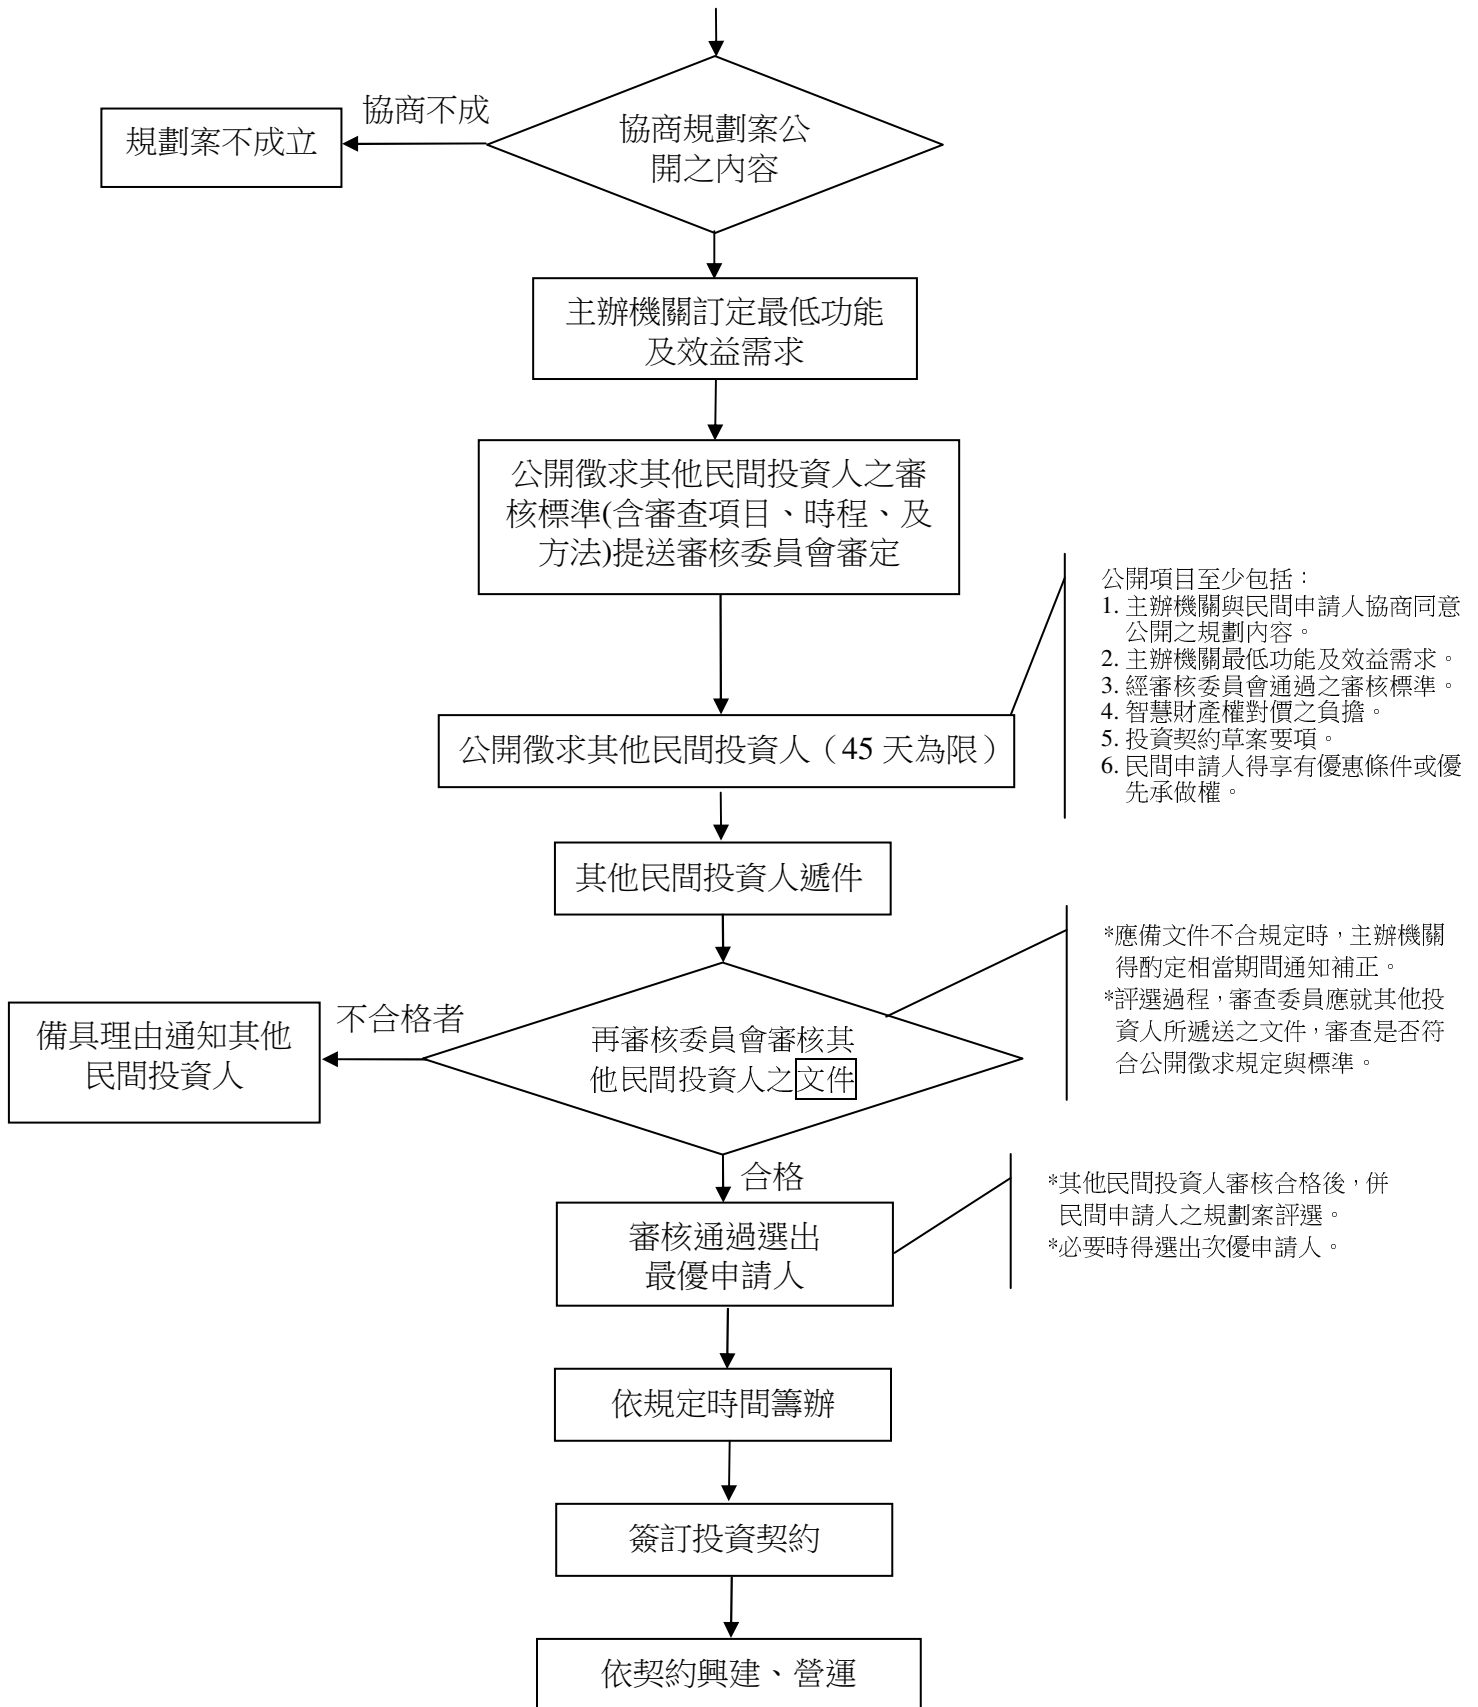 協商不成
規劃案不成立
協商規劃案公
開之內容
主辦機關訂定最低功能
及效益需求
公開徵求其他民間投資人之審
核標準(含審查項目、時程、及
方法)提送審核委員會審定
公開項目至少包括：
1. 主辦機關與民間申請人協商同意
公開之規劃內容。
2. 主辦機關最低功能及效益需求。
3. 經審核委員會通過之審核標準。
4. 智慧財產權對價之負擔。
5. 投資契約草案要項。
6. 民間申請人得享有優惠條件或優
先承做權。
公開徵求其他民間投資人（45 天為限）
其他民間投資人遞件
*應備文件不合規定時，主辦機關
得酌定相當期間通知補正。
*評選過程，審查委員應就其他投
資人所遞送之文件，審查是否符
合公開徵求規定與標準。
不合格者
備具理由通知其他
民間投資人
再審核委員會審核其
他民間投資人之文件
合格
*其他民間投資人審核合格後，併
民間申請人之規劃案評選。
*必要時得選出次優申請人。
審核通過選出
最優申請人
依規定時間籌辦
簽訂投資契約
依契約興建、營運